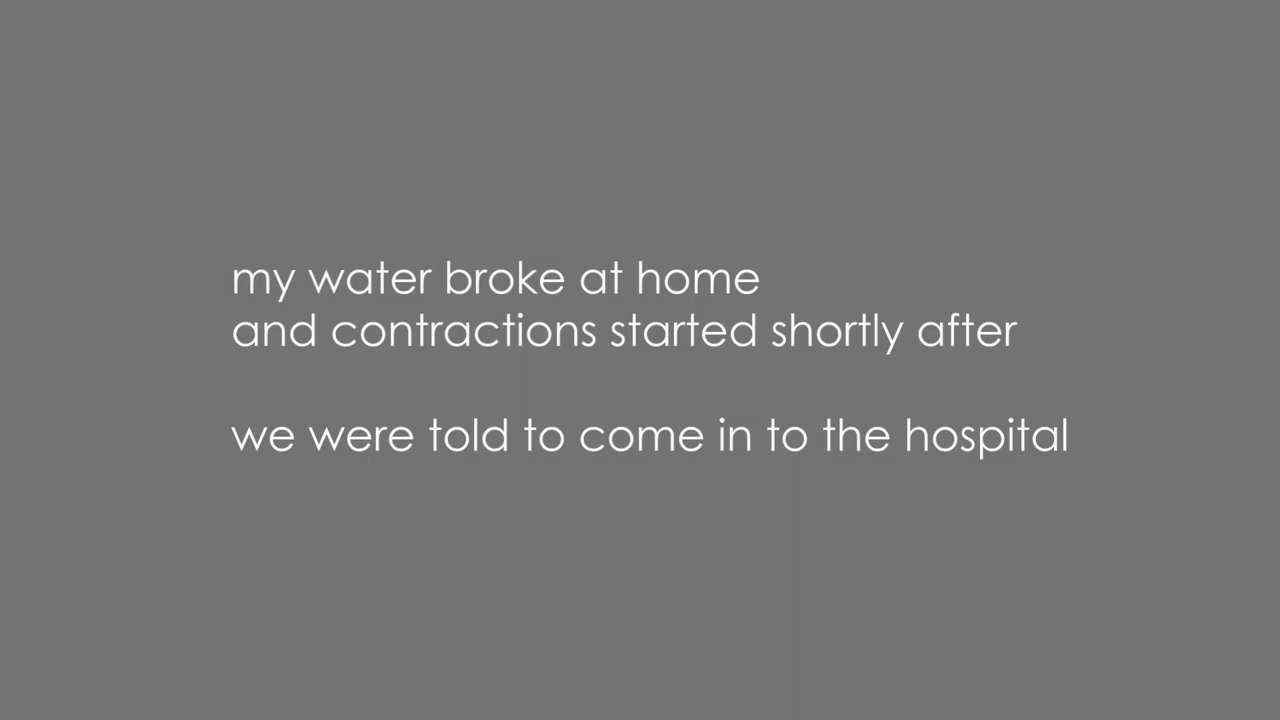 my water broke at home
and contractions started shortly after
we were told to come in to the hospital